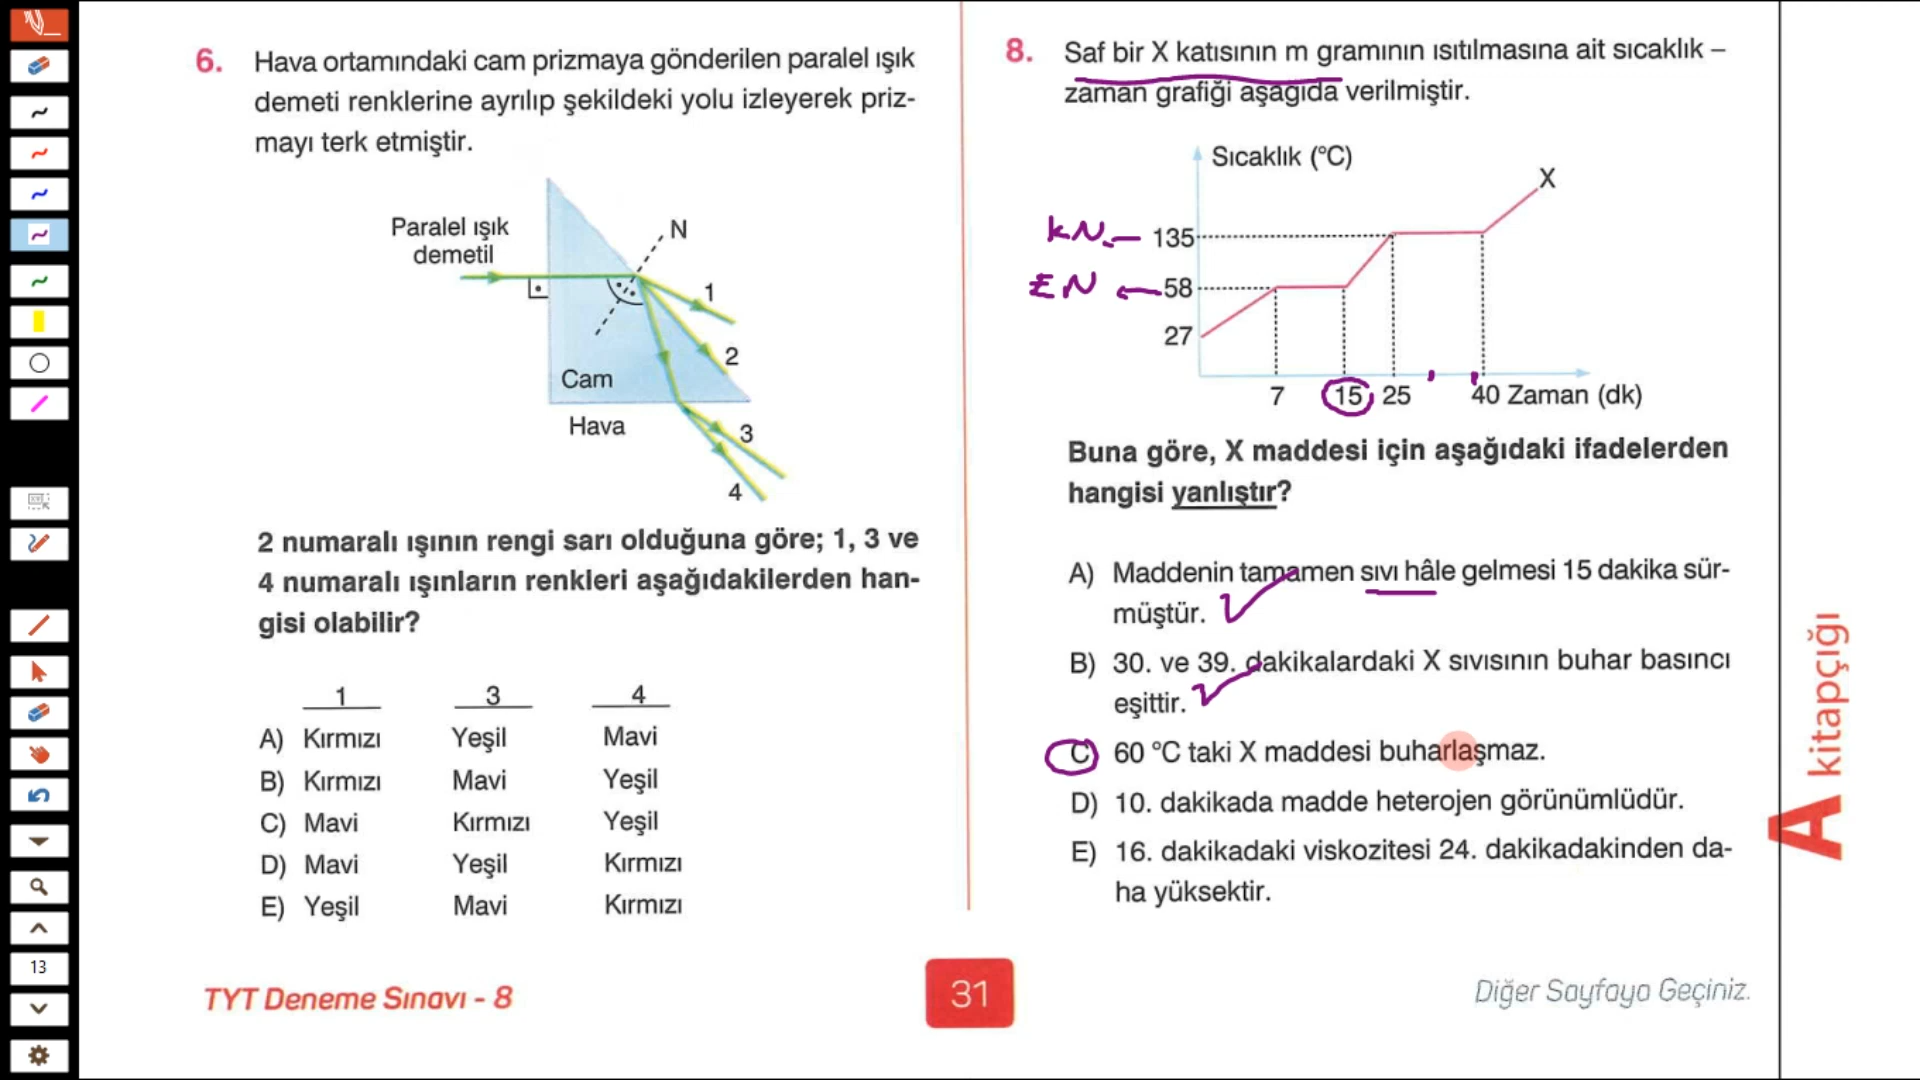 6. Hava ortamındaki cam prizmaya gönderilen paralel ışık
demeti renklerine ayrılıp şekildeki yolu izleyerek priz-
mayı terk etmiştir.
Paralel ışık
demetil
N
1
2
Cam
Hava
3
4
2 numaralı ışının rengi sarı olduğuna göre; 1, 3 ve
4 numaralı ışınların renkleri aşağıdakilerden han-
gisi olabilir?
1 3 4
A) Kırmızı Yeşil Mavi
B) Kırmızı Mavi Yeşil
C) Mavi Kırmızı Yeşil
D) Mavi Yeşil Kırmızı
E) Yeşil Mavi Kırmızı
8. Saf bir X katısının m gramının ısıtılmasına ait sıcaklık –
zaman grafiği aşağıda verilmiştir.
Sıcaklık (°C)
X
KN 135
EN 58
27
7 15 25 40 Zaman (dk)
Buna göre, X maddesi için aşağıdaki ifadelerden
hangisi yanlıştır?
A) Maddenin tamamen sıvı hâle gelmesi 15 dakika sür-
müştür.
B) 30. ve 39. dakikalardaki X sıvısının buhar basıncı
eşittir.
C) 60 °C taki X maddesi buharlaşmaz.
D) 10. dakikada madde heterojen görünümlüdür.
E) 16. dakikadaki viskozitesi 24. dakikadakinden da-
ha yüksektir.
A kitapçığı
TYT Deneme Sınavı - 8
31
Diğer Sayfaya Geçiniz.
13